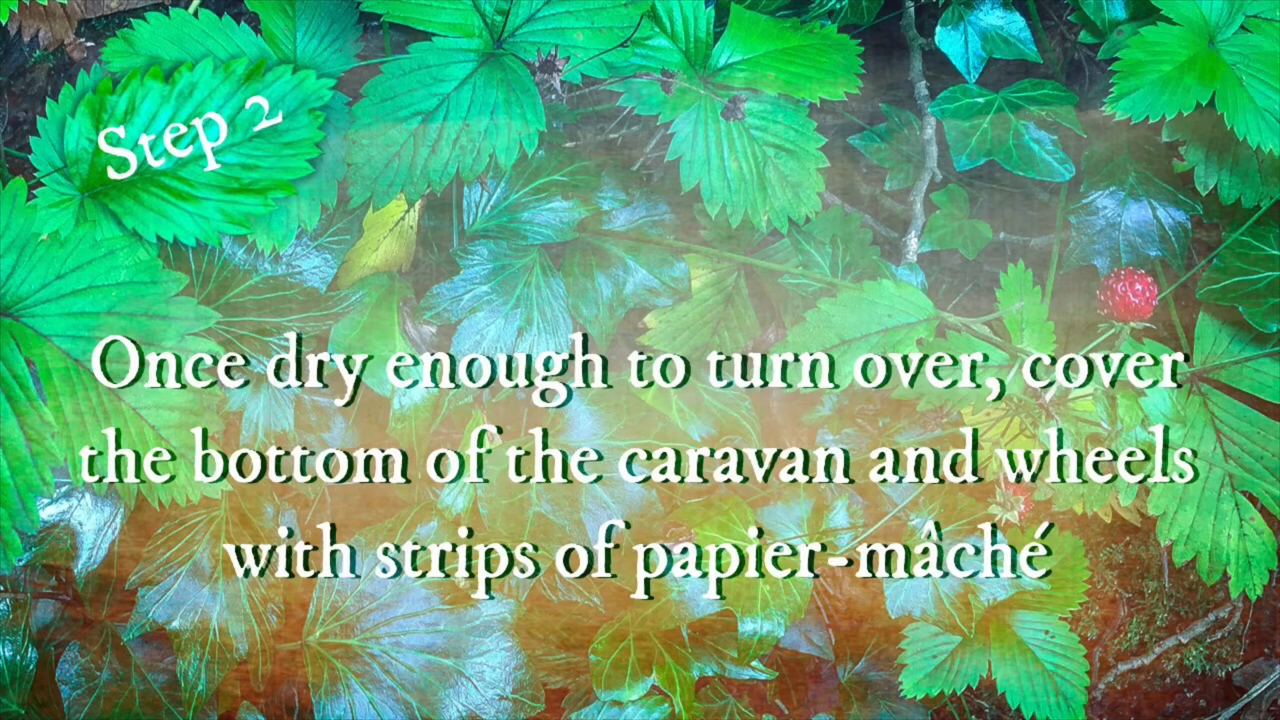 Step 2
Once dry enough to turn over, cover
the bottom of the caravan and wheels
with strips of papier-mâché